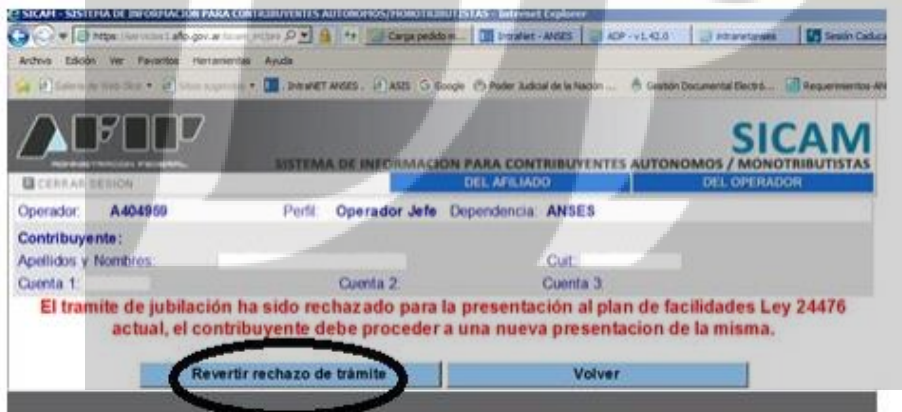 SICAM - SISTEMA DE INFORMACION PARA CONTRIBUYENTES AUTONOMOS/MONOTRIBUTISTAS - Internet Explorer
Carga pedido
IntraNet - ANSES
ADP - v1.42.0
intranetanses
Sesión Caduca
Archivo Edición Ver Favoritos Herramientas Ayuda
IntraNET ANSES. ASIS Google Poder Judicial de la Nación ... Gestión Documental Electró... Requerimientos
AFIP
SICAM
SISTEMA DE INFORMACION PARA CONTRIBUYENTES AUTONOMOS / MONOTRIBUTISTAS
CERRAR SESION DEL AFILIADO DEL OPERADOR
Operador: A404969 Perfil: Operador Jefe Dependencia: ANSES
Contribuyente:
Apellidos y Nombres: Cuit:
Cuenta 1: Cuenta 2: Cuenta 3:
El tramite de jubilación ha sido rechazado para la presentación al plan de facilidades Ley 24476
actual, el contribuyente debe proceder a una nueva presentacion de la misma.
Revertir rechazo de trámite Volver